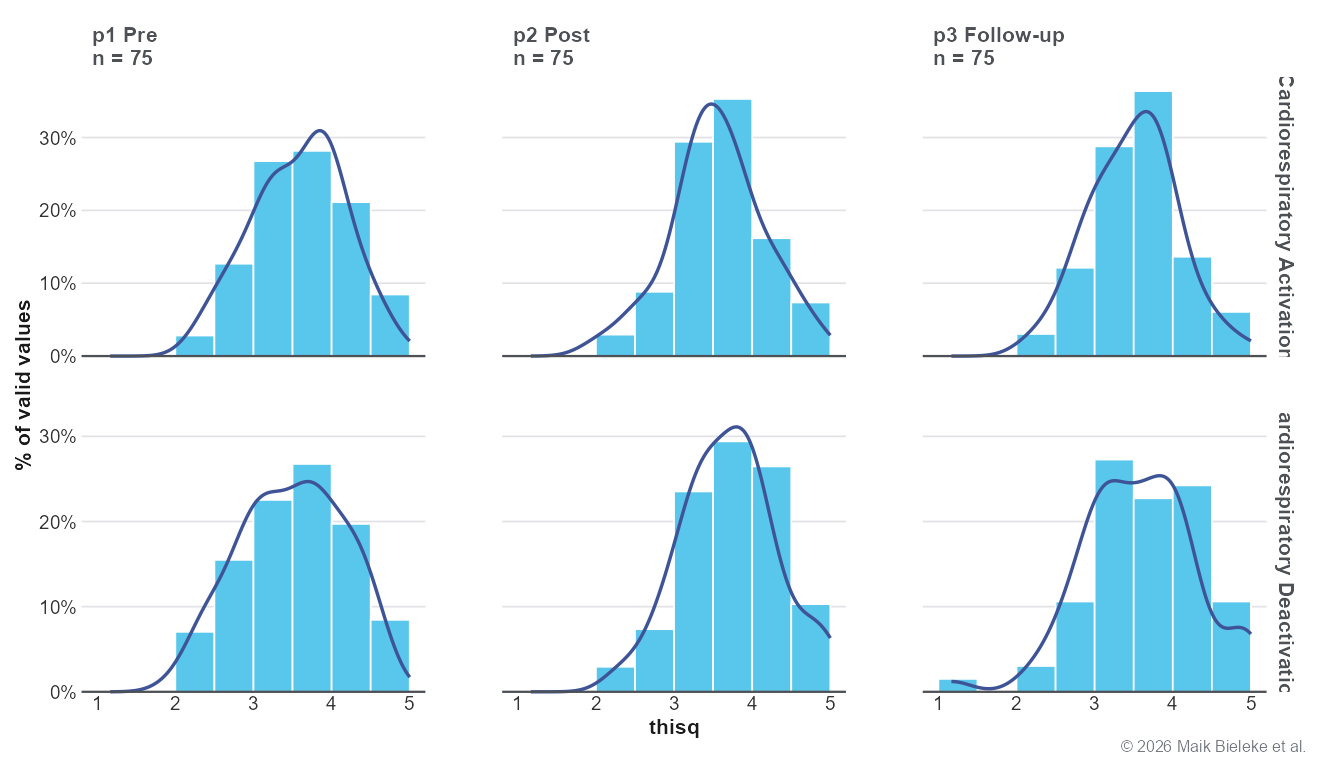 p1 Pre
n = 75
p2 Post
n = 75
p3 Follow-up
n = 75
30%
20%
10%
0%
Cardiorespiratory Activation
% of valid values
30%
20%
10%
0%
ardiorespiratory Deactivatio
1 2 3 4 5
1 2 3 4 5
1 2 3 4 5
thisq
© 2026 Maik Bieleke et al.